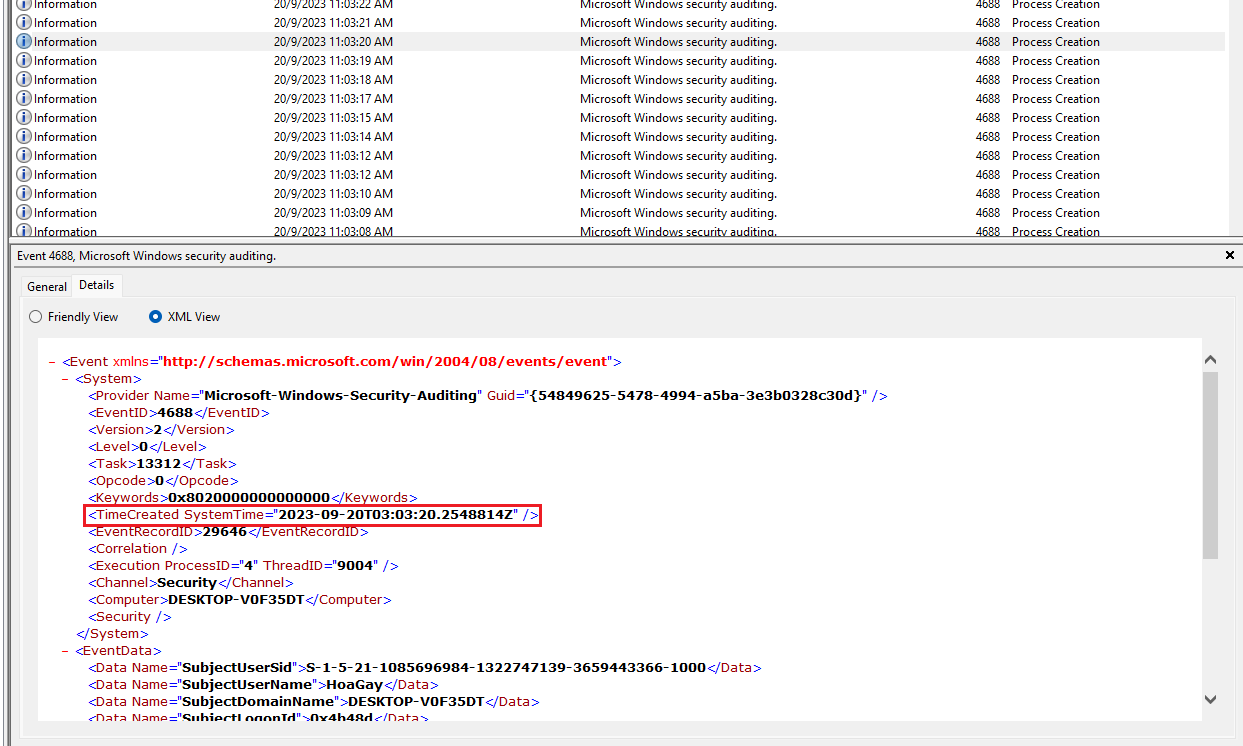 Information 20/9/2023 11:03:22 AM Microsoft Windows security auditing. 4688 Process Creation
Information 20/9/2023 11:03:21 AM Microsoft Windows security auditing. 4688 Process Creation
Information 20/9/2023 11:03:20 AM Microsoft Windows security auditing. 4688 Process Creation
Information 20/9/2023 11:03:19 AM Microsoft Windows security auditing. 4688 Process Creation
Information 20/9/2023 11:03:18 AM Microsoft Windows security auditing. 4688 Process Creation
Information 20/9/2023 11:03:17 AM Microsoft Windows security auditing. 4688 Process Creation
Information 20/9/2023 11:03:15 AM Microsoft Windows security auditing. 4688 Process Creation
Information 20/9/2023 11:03:14 AM Microsoft Windows security auditing. 4688 Process Creation
Information 20/9/2023 11:03:12 AM Microsoft Windows security auditing. 4688 Process Creation
Information 20/9/2023 11:03:12 AM Microsoft Windows security auditing. 4688 Process Creation
Information 20/9/2023 11:03:10 AM Microsoft Windows security auditing. 4688 Process Creation
Information 20/9/2023 11:03:09 AM Microsoft Windows security auditing. 4688 Process Creation
Information 20/9/2023 11:03:08 AM Microsoft Windows security auditing. 4688 Process Creation
Event 4688, Microsoft Windows security auditing.
General Details
Friendly View XML View
- <Event xmlns="http://schemas.microsoft.com/win/2004/08/events/event">
- <System>
<Provider Name="Microsoft-Windows-Security-Auditing" Guid="{54849625-5478-4994-a5ba-3e3b0328c30d}" />
<EventID>4688</EventID>
<Version>2</Version>
<Level>0</Level>
<Task>13312</Task>
<Opcode>0</Opcode>
<Keywords>0x8020000000000000</Keywords>
<TimeCreated SystemTime="2023-09-20T03:03:20.2548814Z" />
<EventRecordID>29646</EventRecordID>
<Correlation />
<Execution ProcessID="4" ThreadID="9004" />
<Channel>Security</Channel>
<Computer>DESKTOP-V0F35DT</Computer>
<Security />
</System>
- <EventData>
<Data Name="SubjectUserSid">S-1-5-21-1085696984-1322747139-3659443366-1000</Data>
<Data Name="SubjectUserName">HoaGay</Data>
<Data Name="SubjectDomainName">DESKTOP-V0F35DT</Data>
<Data Name="SubjectLogonId">0x4b48d</Data>